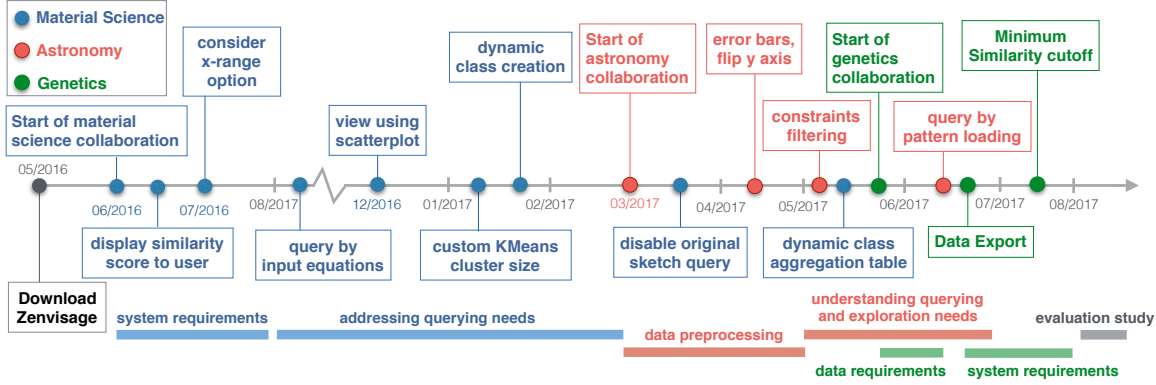 Material Science
Astronomy
Genetics
consider
x-range
option
dynamic
class creation
Start of
astronomy
collaboration
error bars,
flip y axis
Start of
genetics
collaboration
Minimum
Similarity cutoff
Start of material
science collaboration
view using
scatterplot
constraints
filtering
query by
pattern loading
05/2016
06/2016
07/2016
08/2017
12/2016
01/2017
02/2017
03/2017
04/2017
05/2017
06/2017
07/2017
08/2017
display similarity
score to user
query by
input equations
custom KMeans
cluster size
disable original
sketch query
dynamic class
aggregation table
Data Export
Download
Zenvisage
system requirements
addressing querying needs
data preprocessing
understanding querying
and exploration needs
data requirements
system requirements
evaluation study